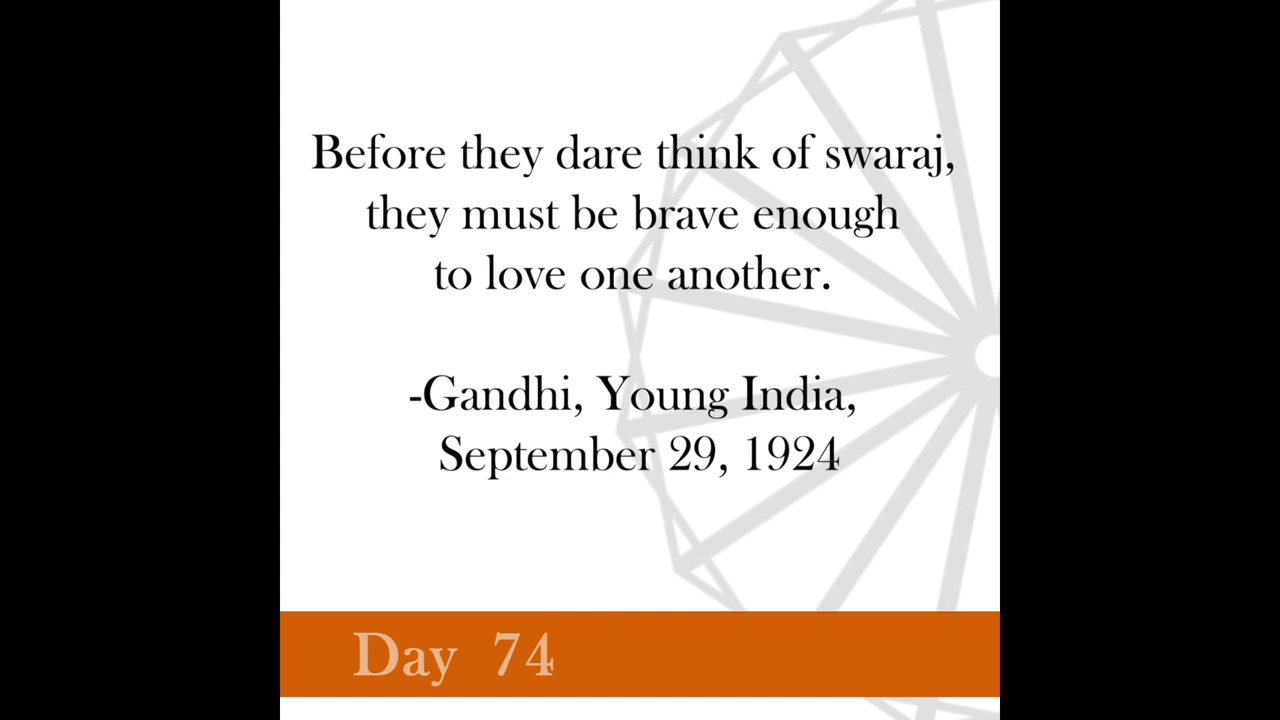 Before they dare think of swaraj,
they must be brave enough
to love one another.
-Gandhi, Young India,
September 29, 1924
Day 74